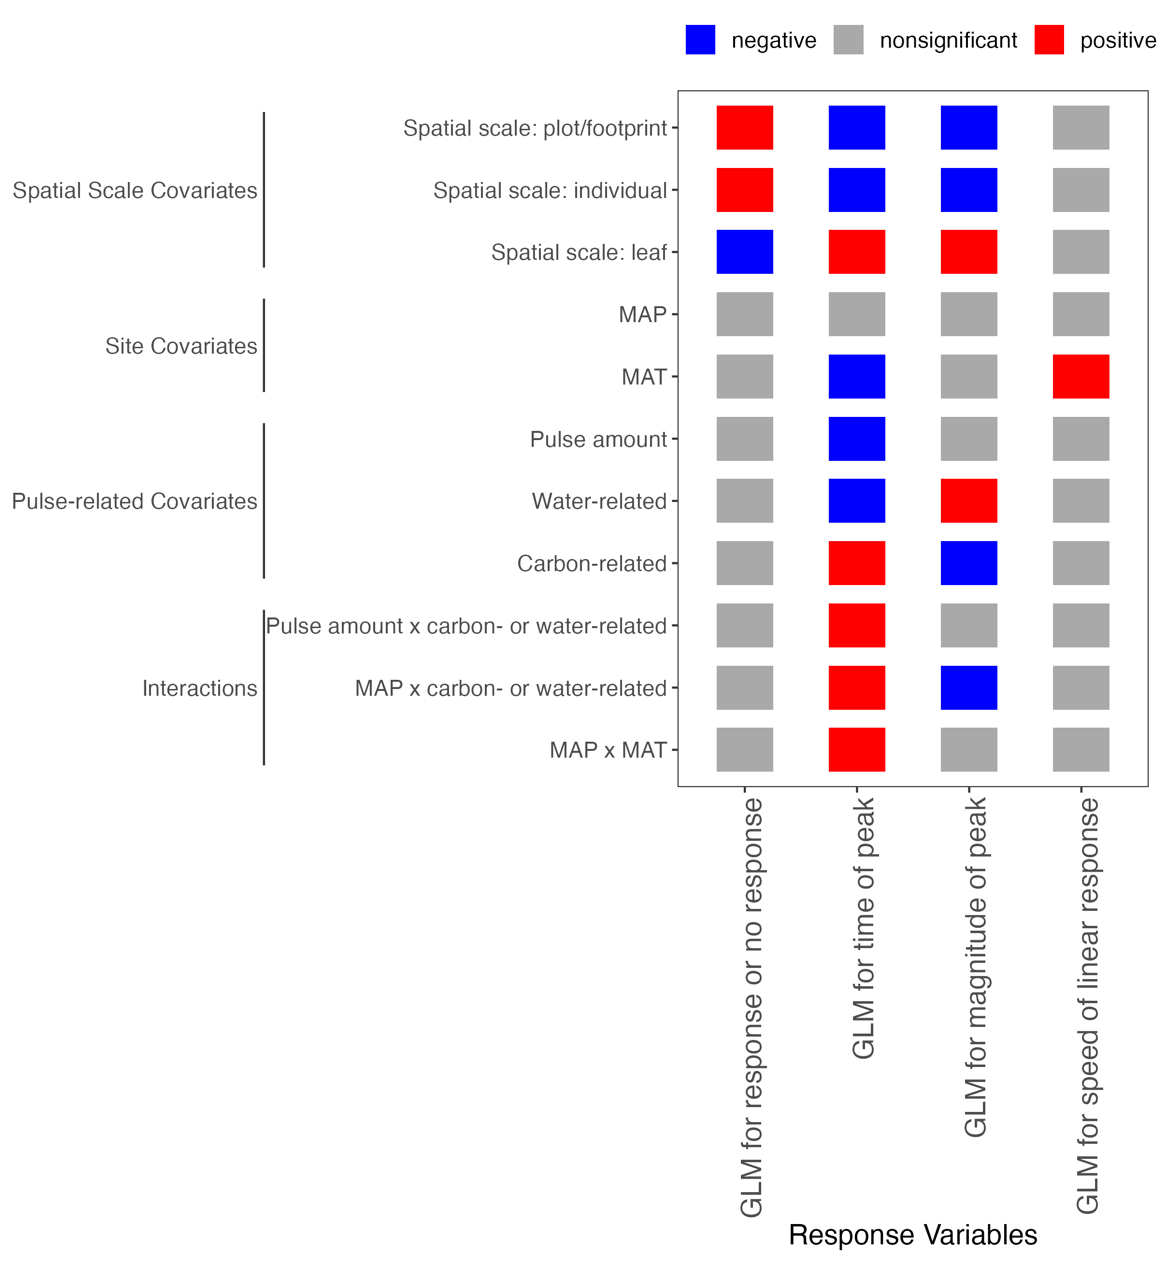 negative
nonsignificant
positive
Spatial Scale Covariates
Spatial scale: plot/footprint
Spatial scale: individual
Spatial scale: leaf
Site Covariates
MAP
MAT
Pulse-related Covariates
Pulse amount
Water-related
Carbon-related
Interactions
Pulse amount x carbon- or water-related
MAP x carbon- or water-related
MAP x MAT
GLM for response or no response
GLM for time of peak
GLM for magnitude of peak
GLM for speed of linear response
Response Variables